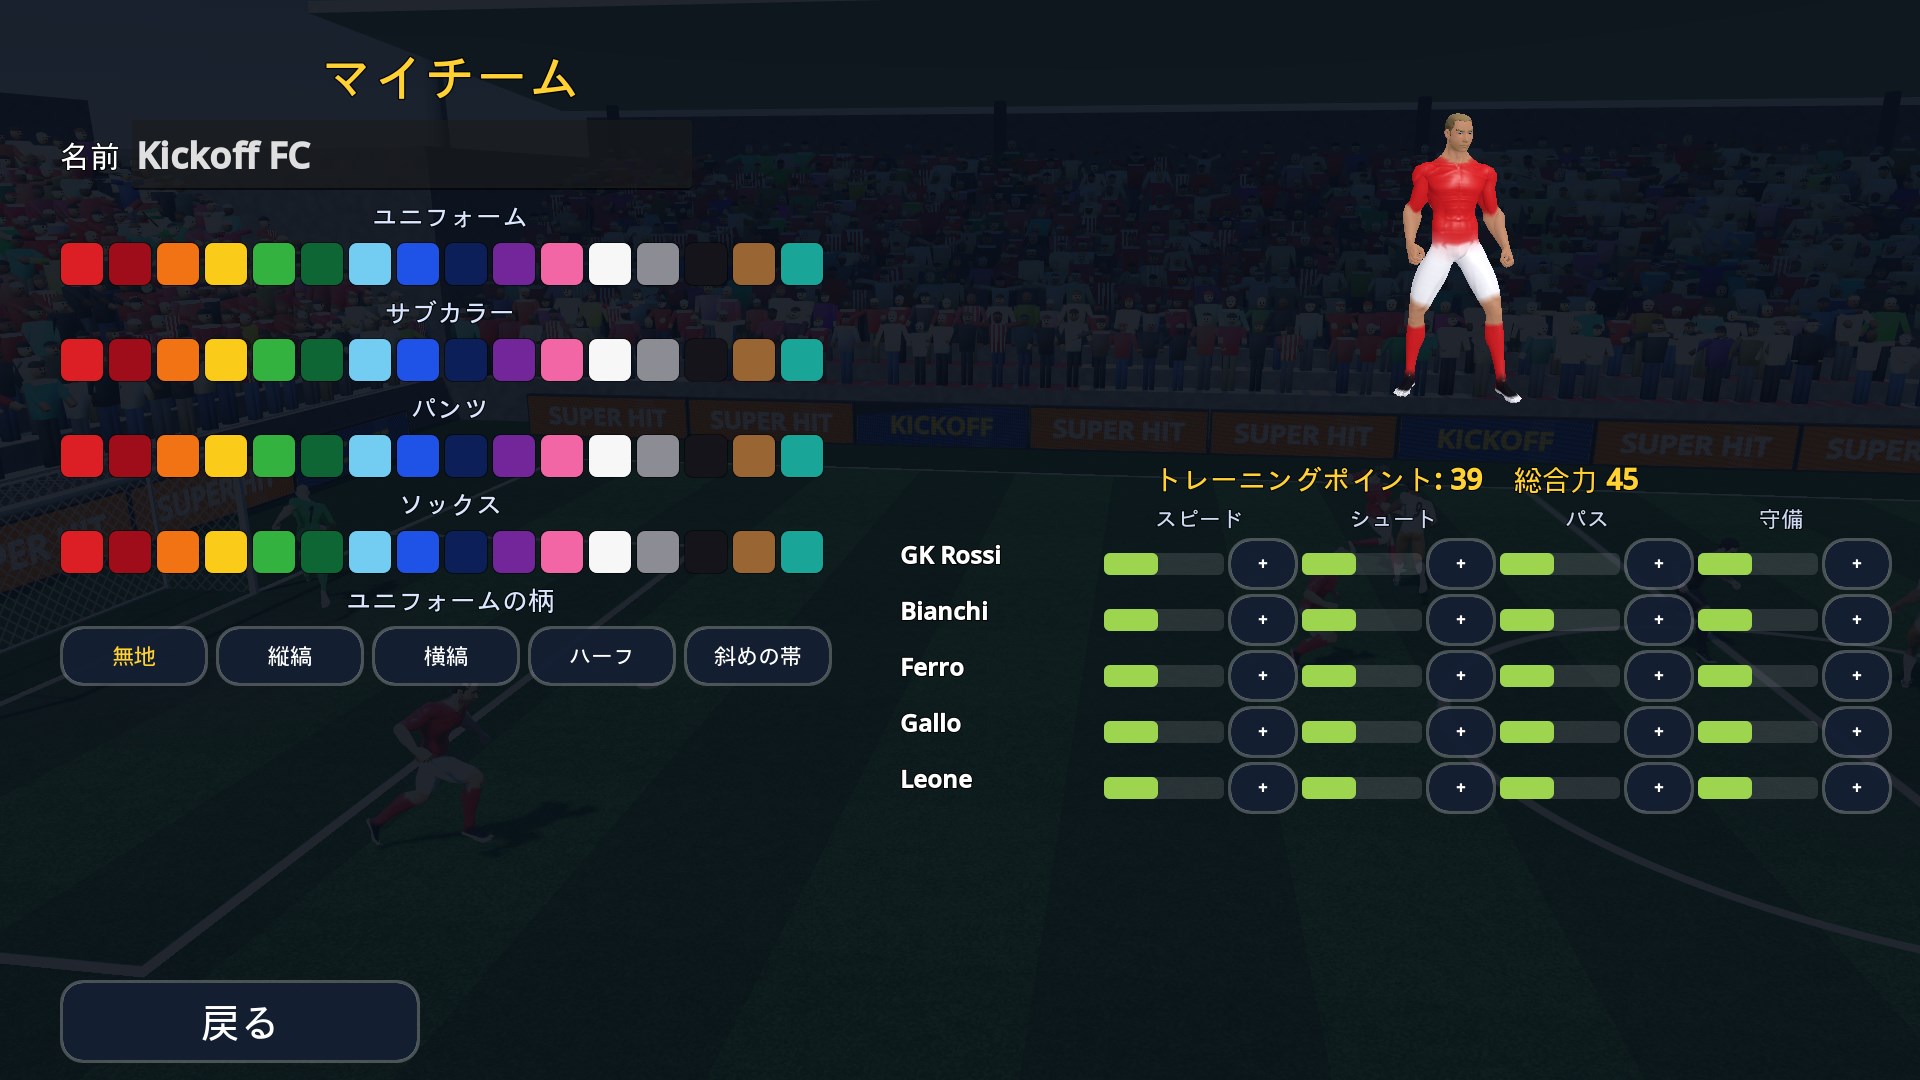 マイチーム
名前 Kickoff FC
ユニフォーム
サブカラー
パンツ
ソックス
ユニフォームの柄
無地 縦縞 横縞 ハーフ 斜めの帯
戻る
SUPER HIT SUPER HIT KICKOFF SUPER HIT SUPER HIT KICKOFF SUPER HIT SUPER
トレーニングポイント: 39 総合力 45
スピード シュート パス 守備
GK Rossi + + + +
Bianchi + + + +
Ferro + + + +
Gallo + + + +
Leone + + + +